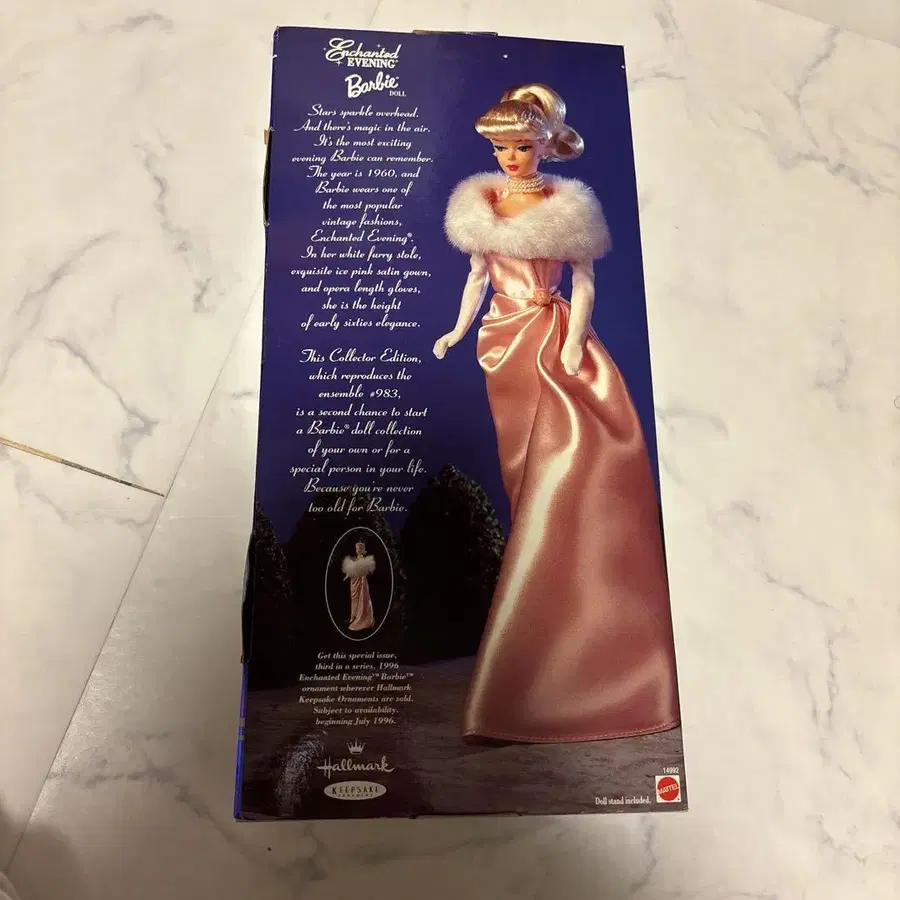 Enchanted
EVENING®
Barbie®
DOLL
Stars sparkle overhead.
And there's magic in the air.
It's the most exciting
evening Barbie can remember.
The year is 1960, and
Barbie wears one of
the most popular
vintage fashions,
Enchanted Evening®.
In her white furry stole,
exquisite ice pink satin gown,
and opera length gloves,
she is the height
of early sixties elegance.
This Collector Edition,
which reproduces the
ensemble #983,
is a second chance to start
a Barbie® doll collection
of your own or for a
special person in your life.
Because you're never
too old for Barbie.
Get this special issue,
third in a series, 1996
Enchanted Evening™ Barbie™
ornament wherever Hallmark
Keepsake Ornaments are sold.
Subject to availability.
beginning July 1996.
Hallmark
KEEPSAKE
ORNAMENT
14992
Doll stand included.
MATTEL